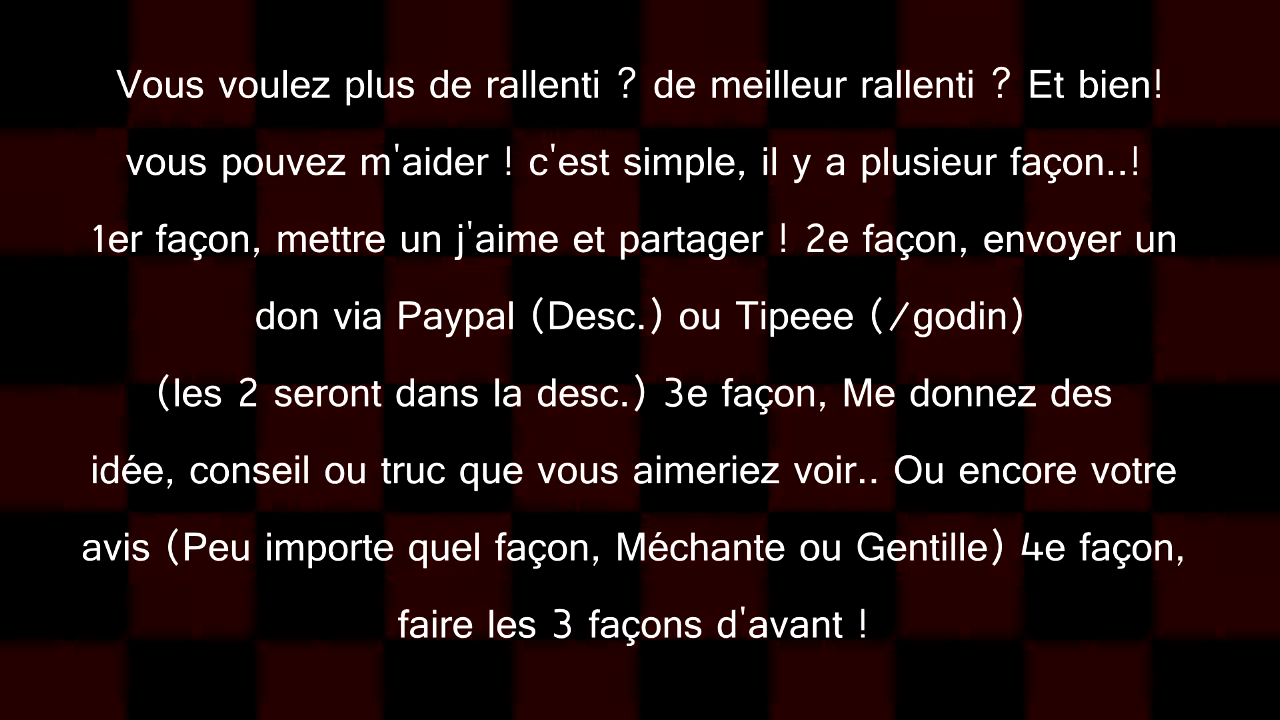 Vous voulez plus de rallenti ? de meilleur rallenti ? Et bien!
vous pouvez m'aider ! c'est simple, il y a plusieur façon..!
1er façon, mettre un j'aime et partager ! 2e façon, envoyer un
don via Paypal (Desc.) ou Tipeee (/godin)
(les 2 seront dans la desc.) 3e façon, Me donnez des
idée, conseil ou truc que vous aimeriez voir.. Ou encore votre
avis (Peu importe quel façon, Méchante ou Gentille) 4e façon,
faire les 3 façons d'avant !